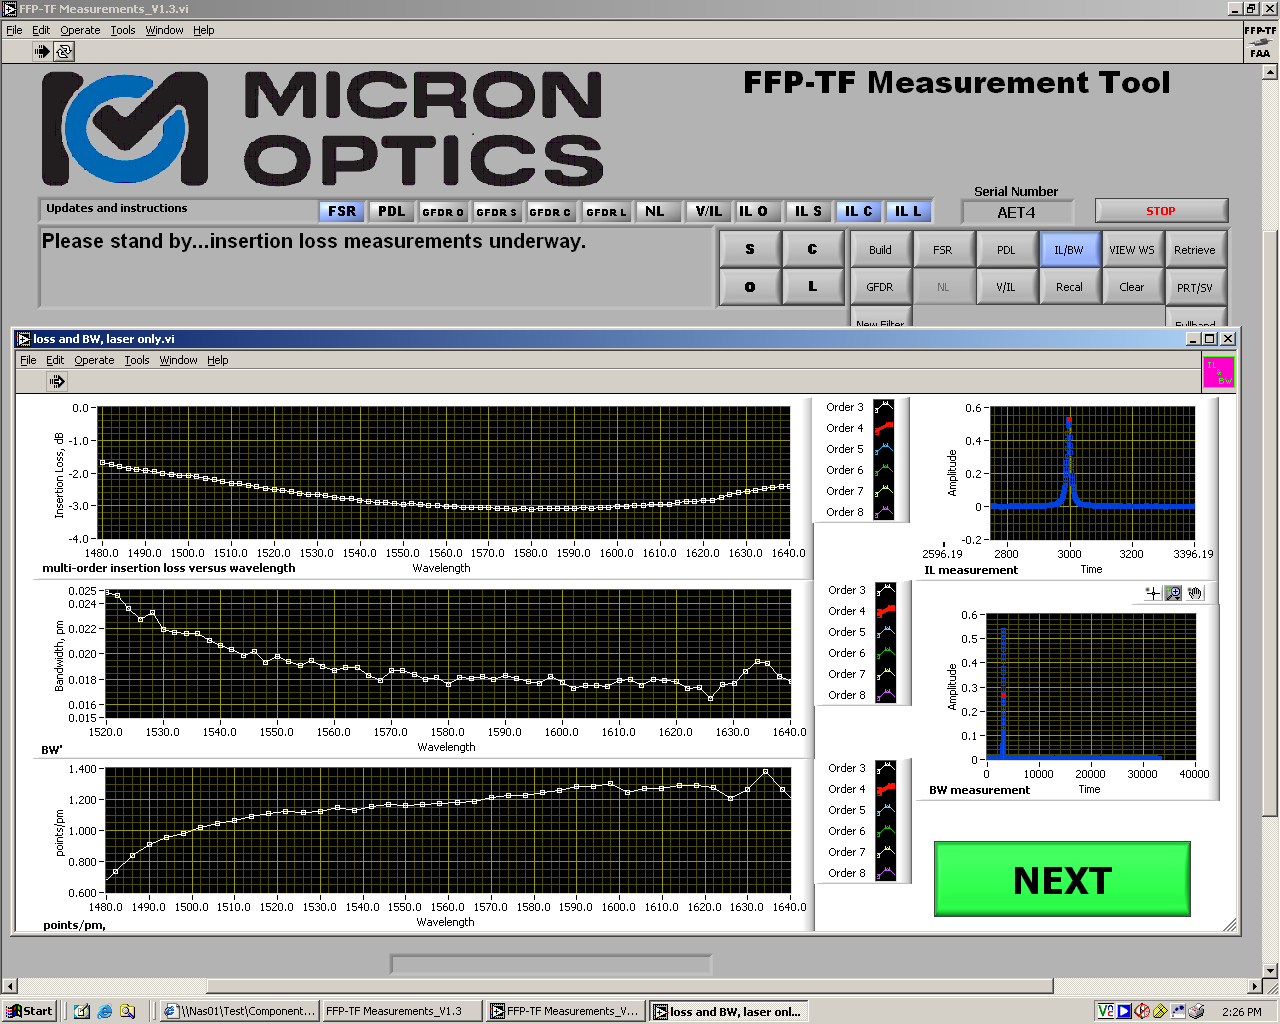 FFP-TF Measurements_V1.3.vi
File Edit Operate Tools Window Help
FFP-TF
FAA
MICRON
OPTICS
FFP-TF Measurement Tool
Serial Number
Updates and instructions
FSR PDL GFDR O GFDR S GFDR C GFDR L NL V/IL IL O IL S IL C IL L
AET4
STOP
Please stand by...insertion loss measurements underway.
S C
O L
Build FSR PDL IL/BW VIEW WS Retrieve
GFDR NL V/IL Recal Clear PRT/SV
New Filter
Fullband
loss and BW, laser only.vi
File Edit Operate Tools Window Help
IL
&
BW
0.0
-1.0
-2.0
-3.0
-4.0
Insertion Loss, dB
1480.0 1490.0 1500.0 1510.0 1520.0 1530.0 1540.0 1550.0 1560.0 1570.0 1580.0 1590.0 1600.0 1610.0 1620.0 1630.0 1640.0
multi-order insertion loss versus wavelength
Wavelength
Order 3
Order 4
Order 5
Order 6
Order 7
Order 8
0.6
0.4
0.2
0
-0.2
Amplitude
2596.19 2800 3000 3200 3396.19
IL measurement
Time
0.025
0.024
0.022
0.020
0.018
0.016
0.015
Bandwidth, pm
1520.0 1530.0 1540.0 1550.0 1560.0 1570.0 1580.0 1590.0 1600.0 1610.0 1620.0 1630.0 1640.0
Wavelength
BW'
Order 3
Order 4
Order 5
Order 6
Order 7
Order 8
0.6
0.5
0.4
0.3
0.2
0.1
0
Amplitude
0 10000 20000 30000 40000
BW measurement
Time
1.400
1.200
1.000
0.800
0.600
points/pm
1480.0 1490.0 1500.0 1510.0 1520.0 1530.0 1540.0 1550.0 1560.0 1570.0 1580.0 1590.0 1600.0 1610.0 1620.0 1630.0 1640.0
Wavelength
points/pm,
Order 3
Order 4
Order 5
Order 6
Order 7
Order 8
NEXT
Start
\\Nas01\Test\Component...
FFP-TF Measurements_V1.3
FFP-TF Measurements_V...
loss and BW, laser onl...
2:26 PM